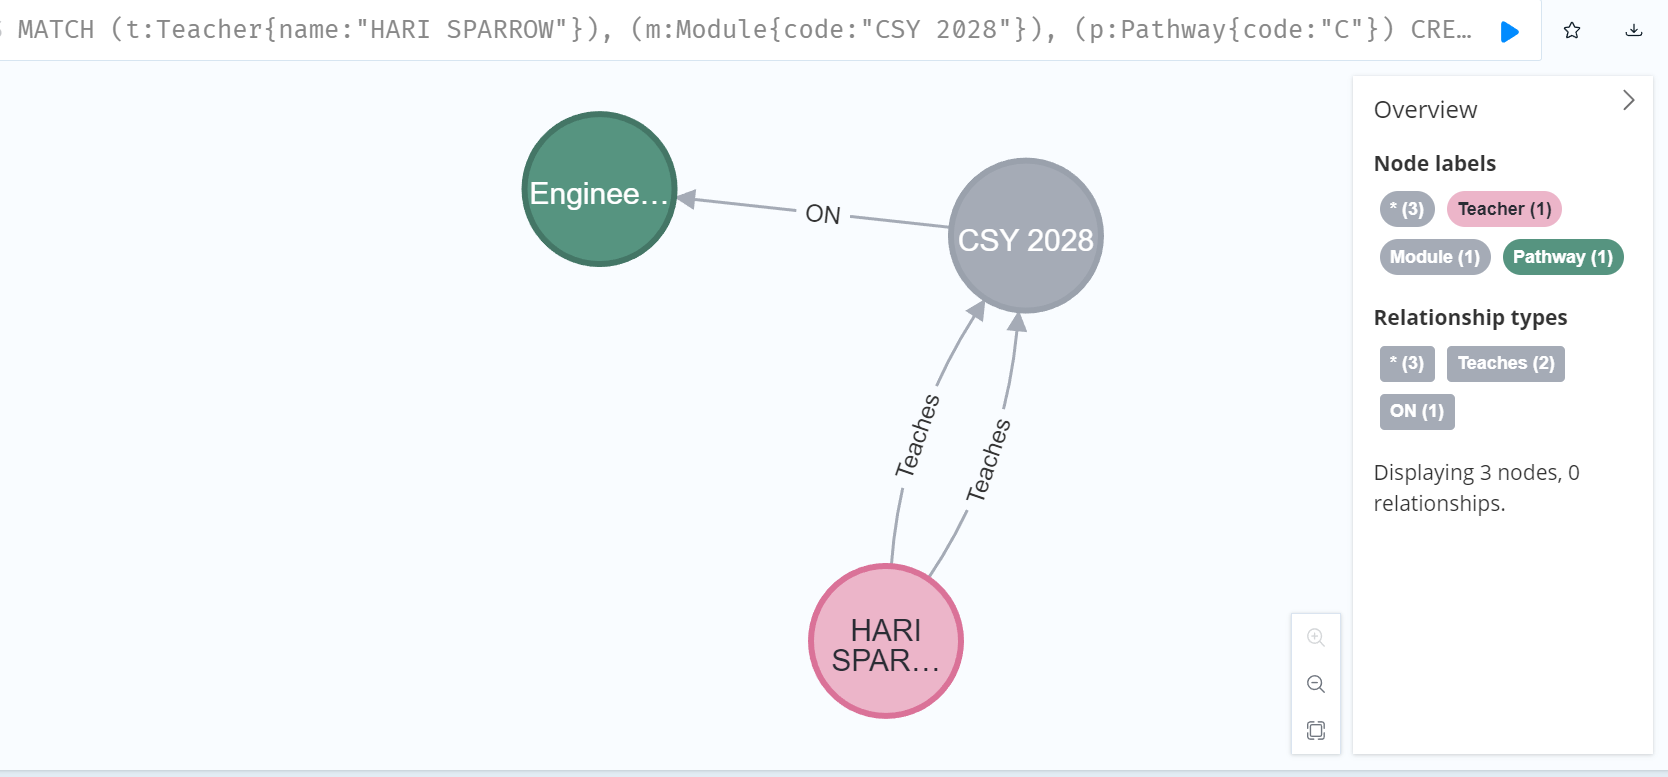 MATCH (t:Teacher{name:"HARI SPARROW"}), (m:Module{code:"CSY 2028"}), (p:Pathway{code:"C"}) CRE…
Enginee…
ON
CSY 2028
Teaches
Teaches
HARI
SPAR…
Overview
Node labels
* (3) Teacher (1)
Module (1) Pathway (1)
Relationship types
* (3) Teaches (2)
ON (1)
Displaying 3 nodes, 0
relationships.